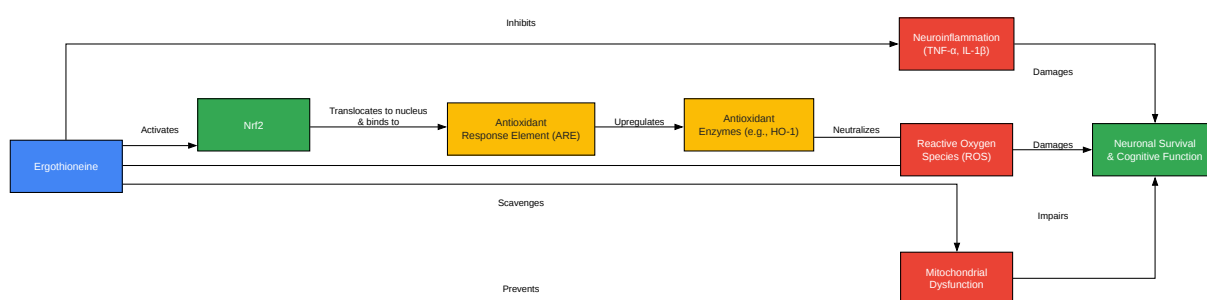 Inhibits
Neuroinflammation
(TNF-α, IL-1β)
Damages
Translocates to nucleus
& binds to
Nrf2
Antioxidant
Response Element (ARE)
Antioxidant
Enzymes (e.g., HO-1)
Activates
Upregulates
Neutralizes
Reactive Oxygen
Species (ROS)
Damages
Neuronal Survival
& Cognitive Function
Ergothioneine
Scavenges
Impairs
Mitochondrial
Dysfunction
Prevents